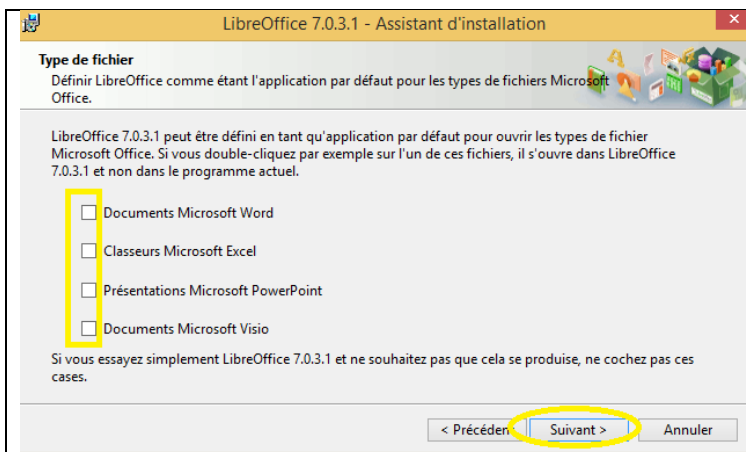 LibreOffice 7.0.3.1 - Assistant d'installation
Type de fichier
Définir LibreOffice comme étant l'application par défaut pour les types de fichiers Microsoft
Office.
LibreOffice 7.0.3.1 peut être défini en tant qu'application par défaut pour ouvrir les types de fichier
Microsoft Office. Si vous double-cliquez par exemple sur l'un de ces fichiers, il s'ouvre dans LibreOffice
7.0.3.1 et non dans le programme actuel.
Documents Microsoft Word
Classeurs Microsoft Excel
Présentations Microsoft PowerPoint
Documents Microsoft Visio
Si vous essayez simplement LibreOffice 7.0.3.1 et ne souhaitez pas que cela se produise, ne cochez pas ces
cases.
< Précédent Suivant > Annuler